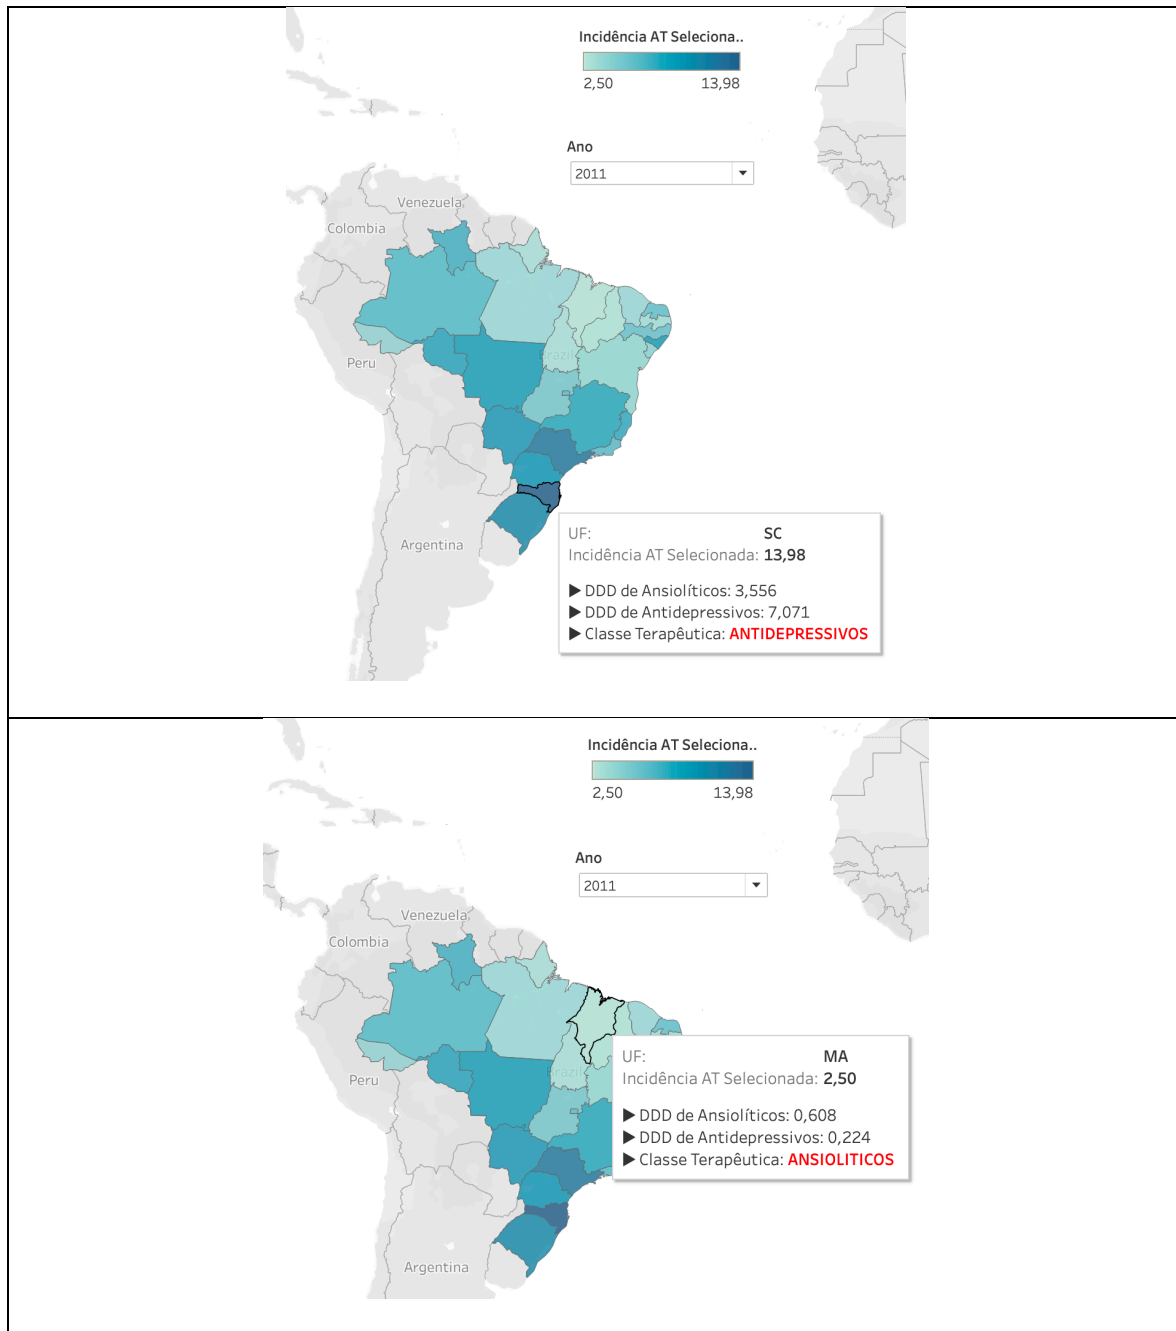 Incidência AT Seleciona..
2,50 13,98
Ano
2011
Venezuela
Colombia
Brazil
Peru
Argentina
UF: SC
Incidência AT Selecionada: 13,98
▶ DDD de Ansiolíticos: 3,556
▶ DDD de Antidepressivos: 7,071
▶ Classe Terapêutica: ANTIDEPRESSIVOS
Incidência AT Seleciona..
2,50 13,98
Ano
2011
Venezuela
Colombia
Brazil
Peru
UF: MA
Incidência AT Selecionada: 2,50
▶ DDD de Ansiolíticos: 0,608
▶ DDD de Antidepressivos: 0,224
▶ Classe Terapêutica: ANSIOLITICOS
Argentina